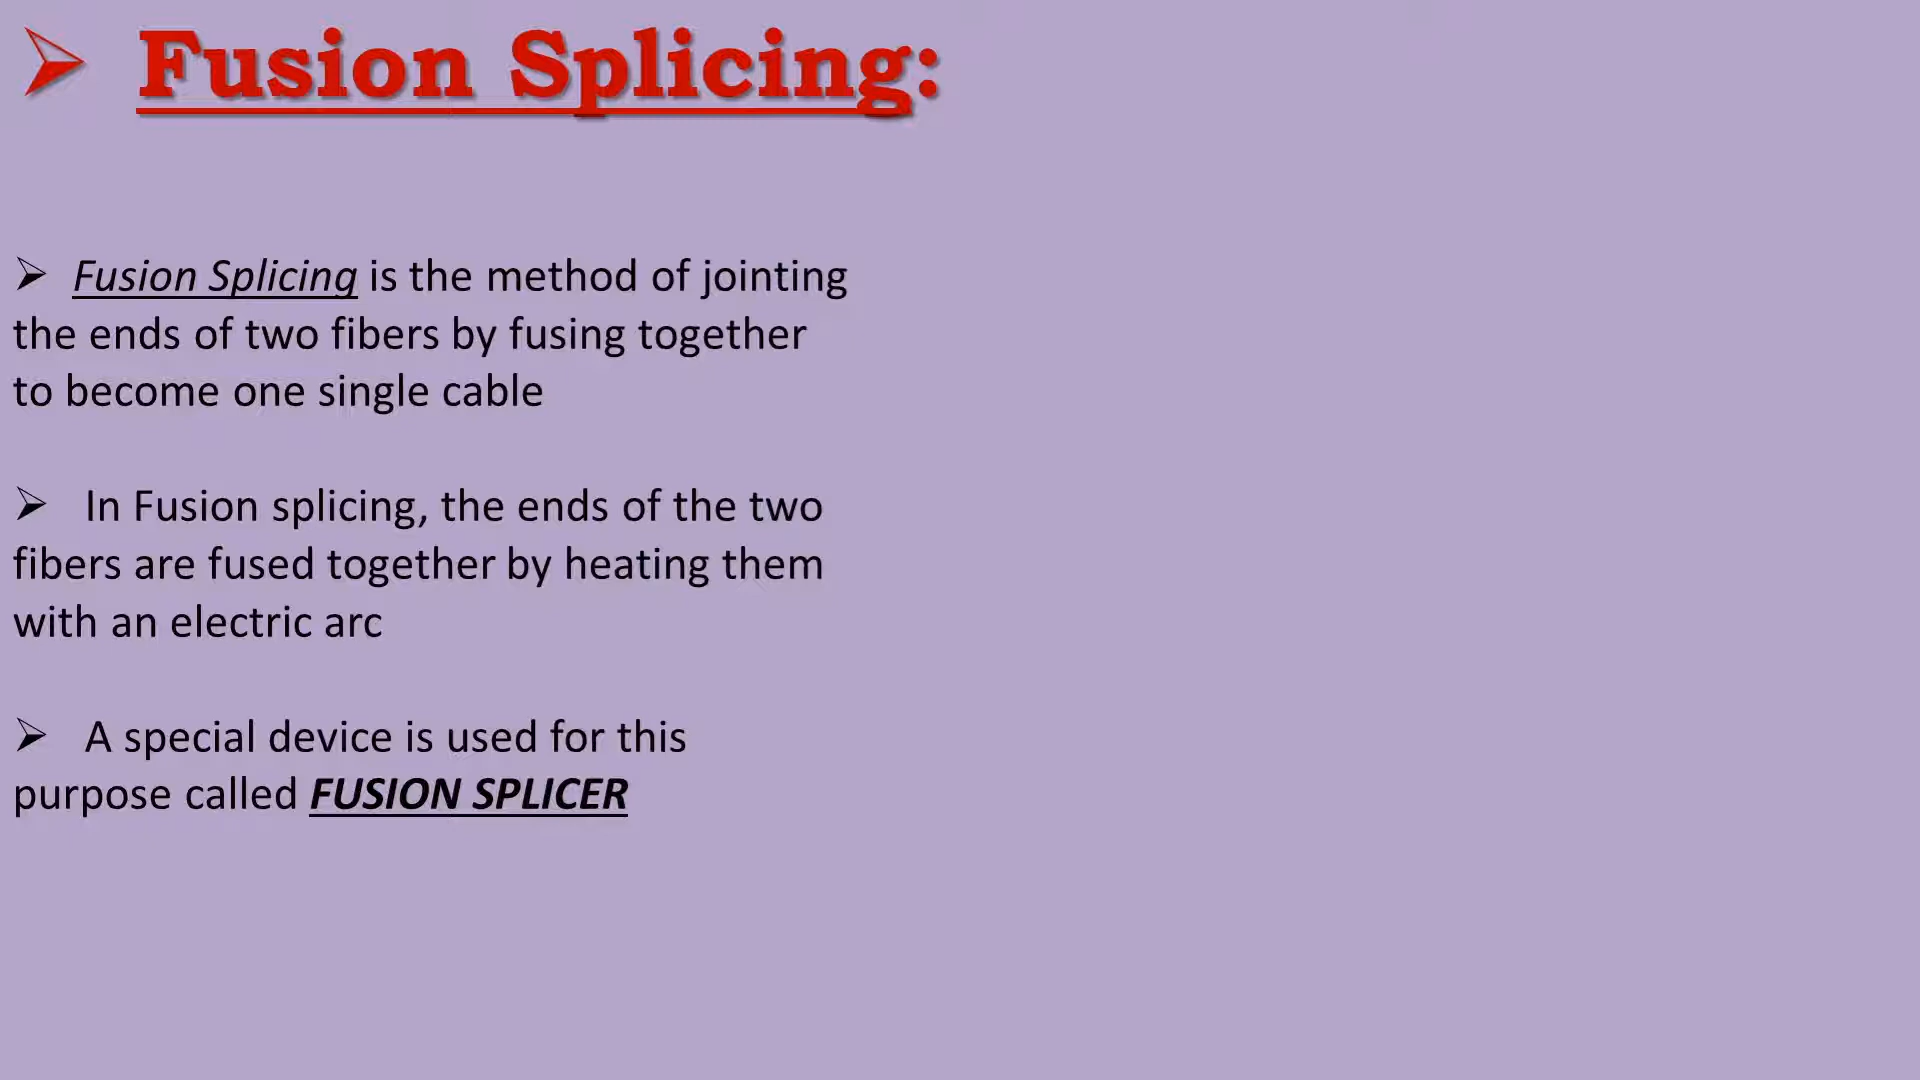 ➢ Fusion Splicing:
➢ Fusion Splicing is the method of jointing
the ends of two fibers by fusing together
to become one single cable
➢ In Fusion splicing, the ends of the two
fibers are fused together by heating them
with an electric arc
➢ A special device is used for this
purpose called FUSION SPLICER